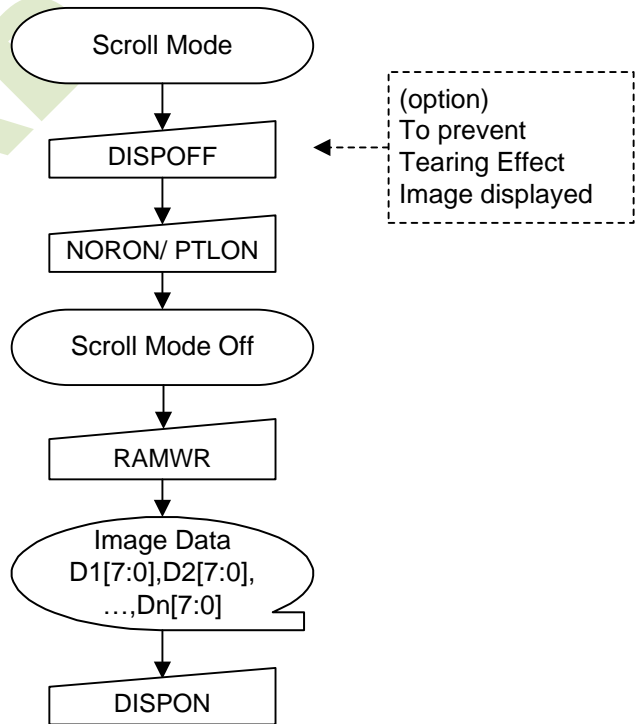 Scroll Mode
(option)
To prevent
Tearing Effect
Image displayed
DISPOFF
NORON/ PTLON
Scroll Mode Off
RAMWR
Image Data
D1[7:0],D2[7:0],
…,Dn[7:0]
DISPON